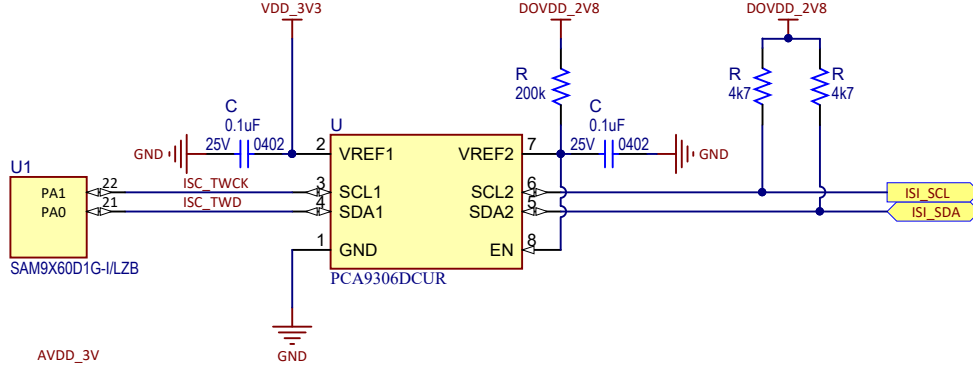 VDD_3V3
DOVDD_2V8
DOVDD_2V8
R
200k
R
4k7
R
4k7
C
0.1uF
25V
0402
GND
U
C
0.1uF
25V
0402
GND
2
VREF1
VREF2
7
U1
PA1
22
ISC_TWCK
3
SCL1
SCL2
6
ISI_SCL
PA0
21
ISC_TWD
4
SDA1
SDA2
5
ISI_SDA
1
GND
EN
8
SAM9X60D1G-I/LZB
PCA9306DCUR
GND
AVDD_3V